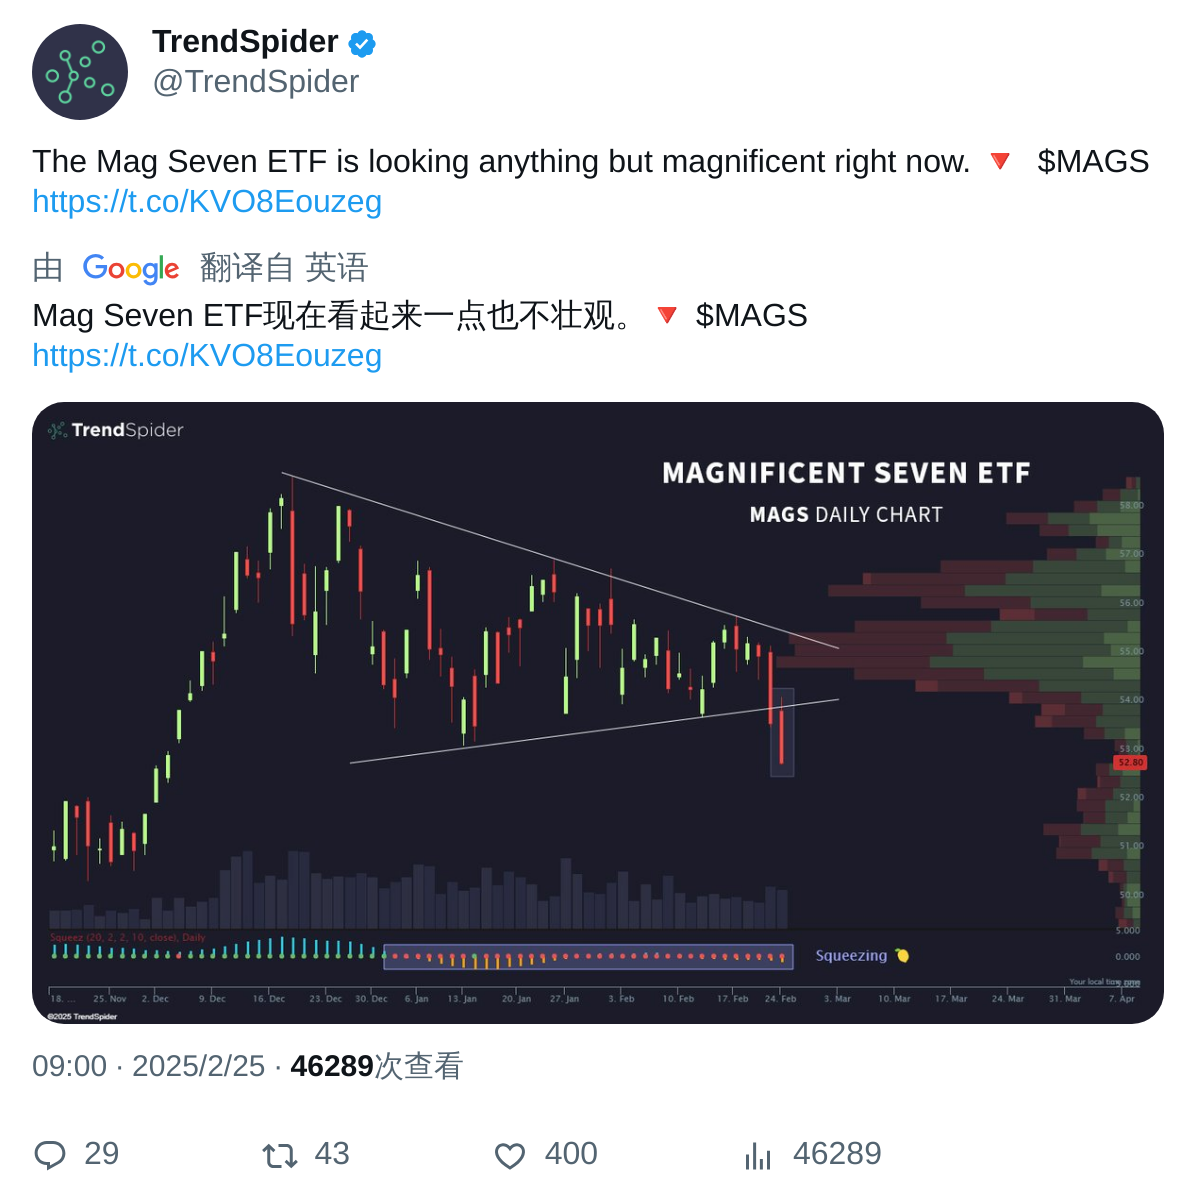 TrendSpider
@TrendSpider
The Mag Seven ETF is looking anything but magnificent right now. 🔻 $MAGS
https://t.co/KVO8Eouzeg
由 Google 翻译自 英语
Mag Seven ETF现在看起来一点也不壮观。🔻 $MAGS
https://t.co/KVO8Eouzeg
TrendSpider
MAGNIFICENT SEVEN ETF
MAGS DAILY CHART
58.00
57.00
56.00
55.00
54.00
53.00
52.80
52.00
51.00
50.00
Squeez (20, 2, 2, 10, close), Daily
5.000
Squeezing 🍋
0.000
Your local time zone
18. ... 25. Nov 2. Dec 9. Dec 16. Dec 23. Dec 30. Dec 6. Jan 13. Jan 20. Jan 27. Jan 3. Feb 10. Feb 17. Feb 24. Feb 3. Mar 10. Mar 17. Mar 24. Mar 31. Mar 7. Apr
©2025 TrendSpider
09:00 · 2025/2/25 · 46289次查看
29 43 400 46289